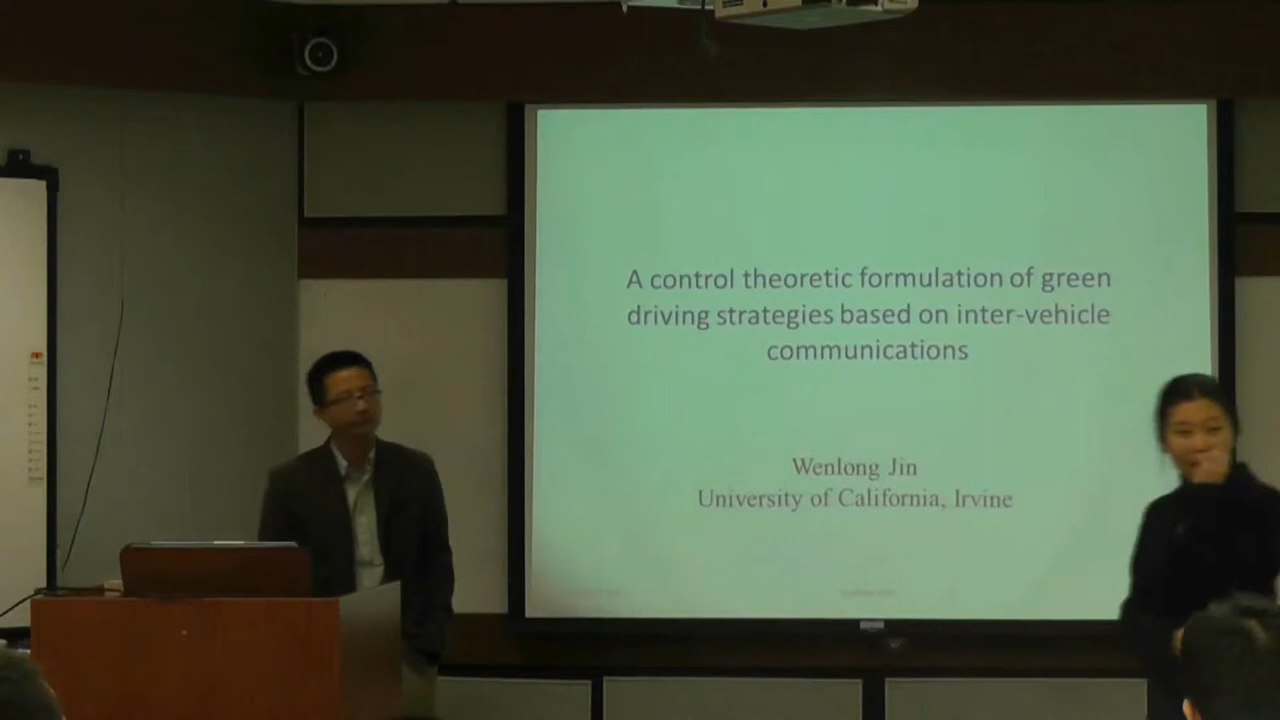 A control theoretic formulation of green
driving strategies based on inter-vehicle
communications
Wenlong Jin
University of California, Irvine